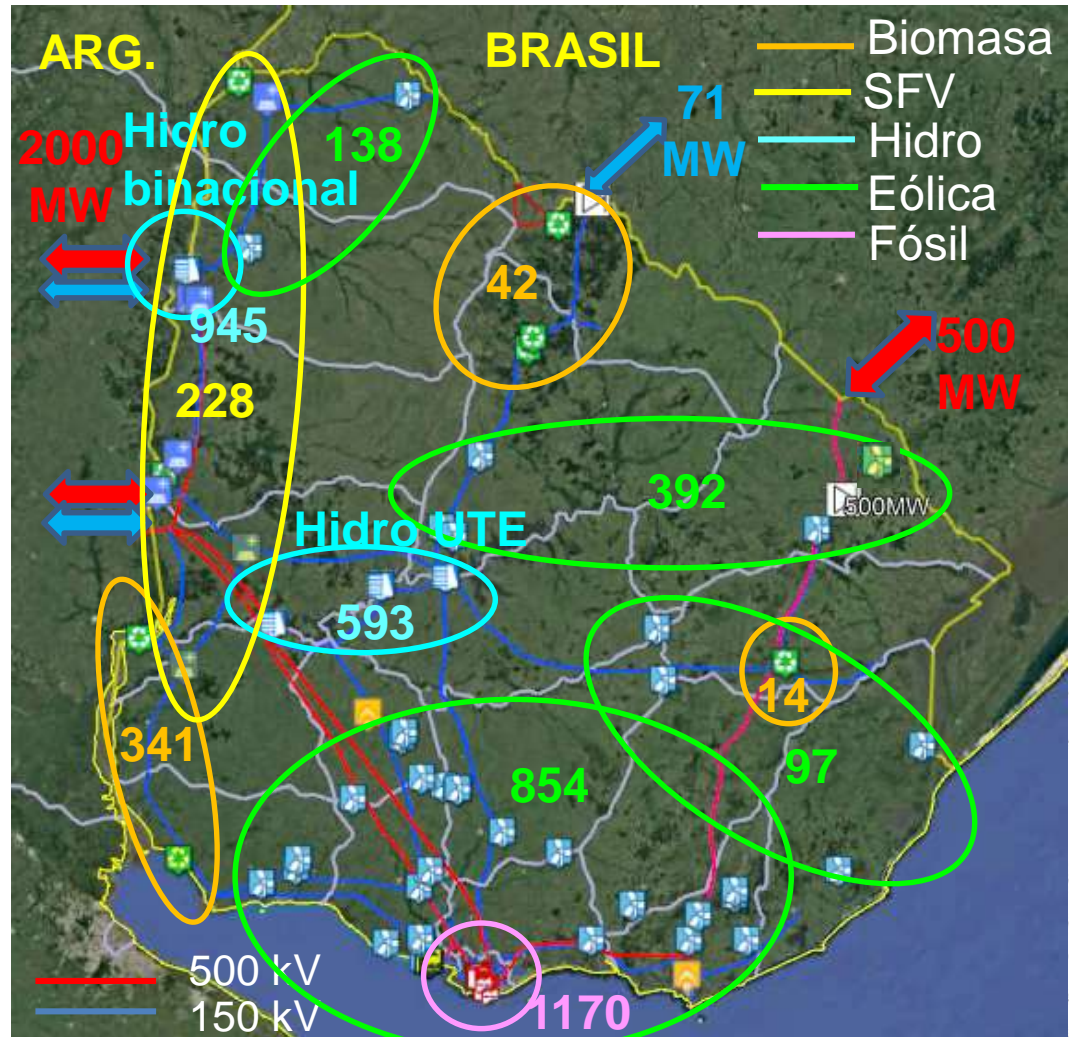 ARG.
BRASIL
Biomasa
SFV
Hidro
Eólica
Fósil
2000
MW
Hidro
binacional
138
71
MW
42
945
228
500
MW
392
500MW
Hidro UTE
593
14
341
97
854
1170
500 kV
150 kV